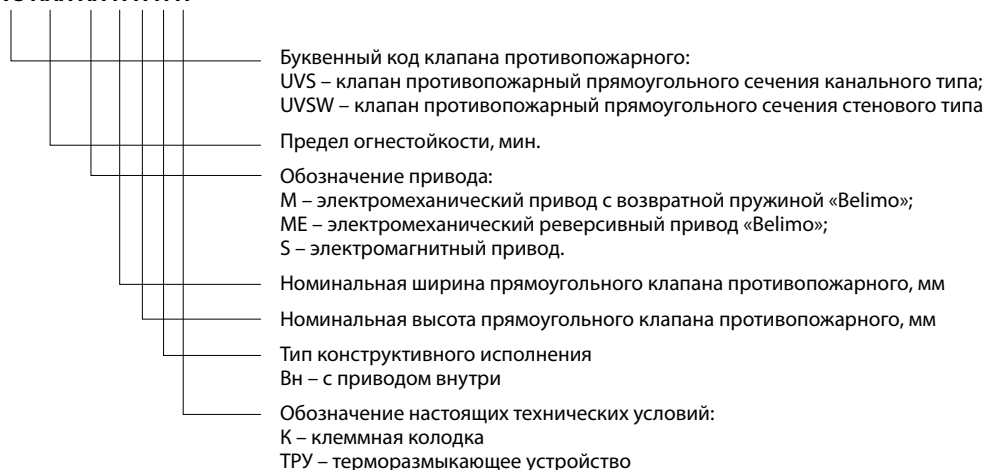 Буквенный код клапана противопожарного:
UVS – клапан противопожарный прямоугольного сечения канального типа;
UVSW – клапан противопожарный прямоугольного сечения стенового типа
Предел огнестойкости, мин.
Обозначение привода:
M – электромеханический привод с возвратной пружиной «Belimo»;
ME – электромеханический реверсивный привод «Belimo»;
S – электромагнитный привод.
Номинальная ширина прямоугольного клапана противопожарного, мм
Номинальная высота прямоугольного клапана противопожарного, мм
Тип конструктивного исполнения
Вн – с приводом внутри
Обозначение настоящих технических условий:
К – клеммная колодка
ТРУ – терморазмыкающее устройство